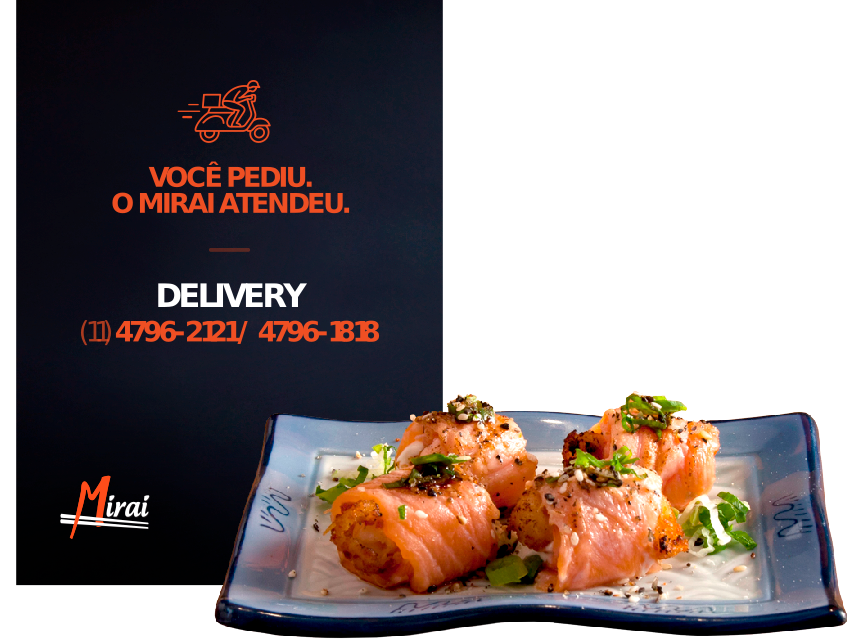 VOCÊ PEDIU.
O MIRAI ATENDEU.
DELIVERY
(11) 4796-2121 / 4796-1818
Mirai